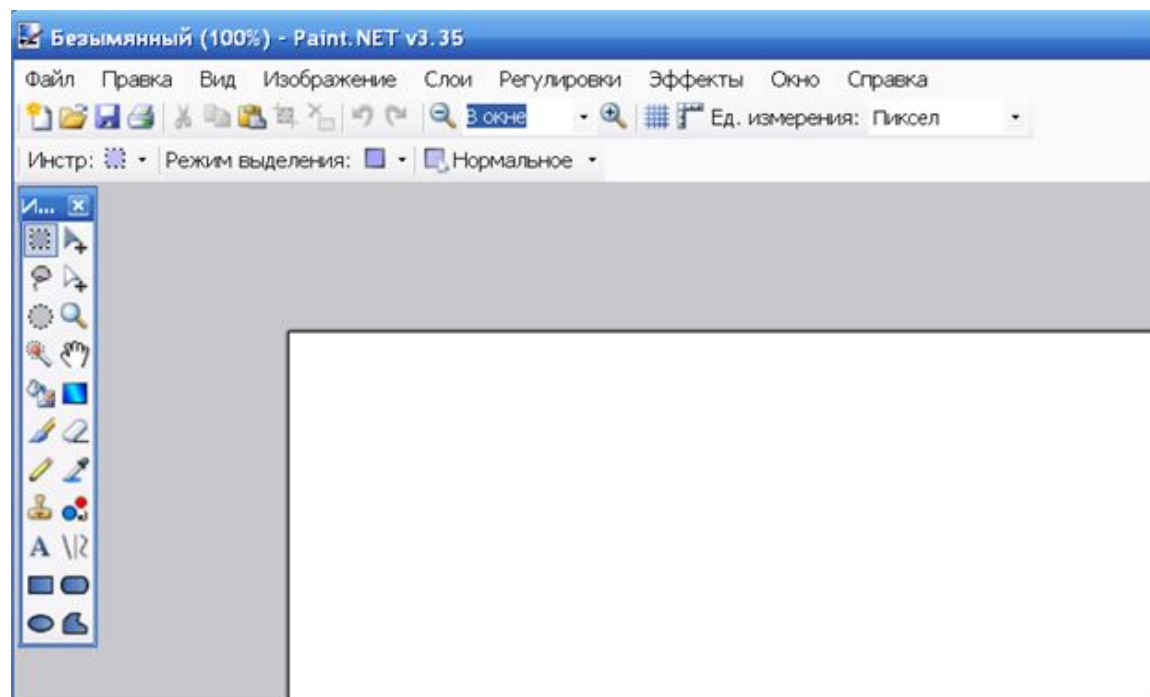 Безымянный (100%) - Paint.NET v3.35
Файл Правка Вид Изображение Слои Регулировки Эффекты Окно Справка
В окне Ед. измерения: Пиксел
Инстр: Режим выделения: Нормальное
И...